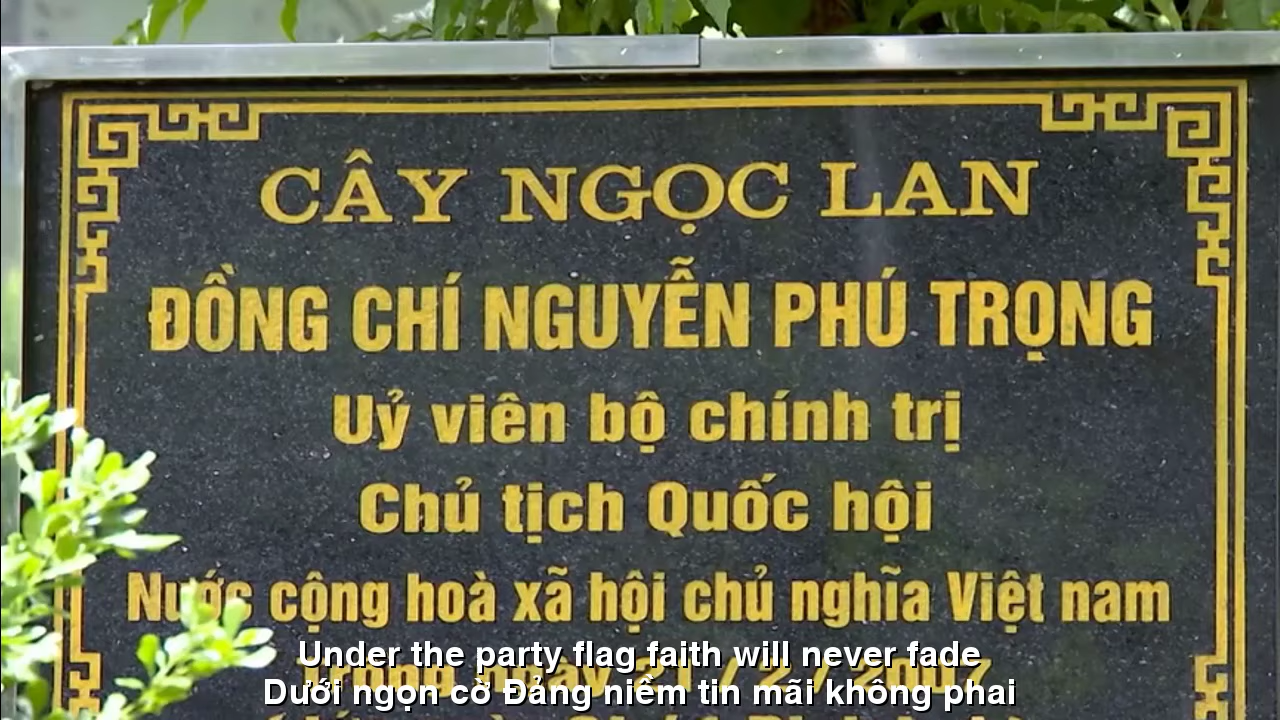 CÂY NGỌC LAN
ĐỒNG CHÍ NGUYỄN PHÚ TRỌNG
Uỷ viên bộ chính trị
Chủ tịch Quốc hội
Nước cộng hoà xã hội chủ nghĩa Việt nam
Under the party flag faith will never fade
Dưới ngọn cờ Đảng niềm tin mãi không phai